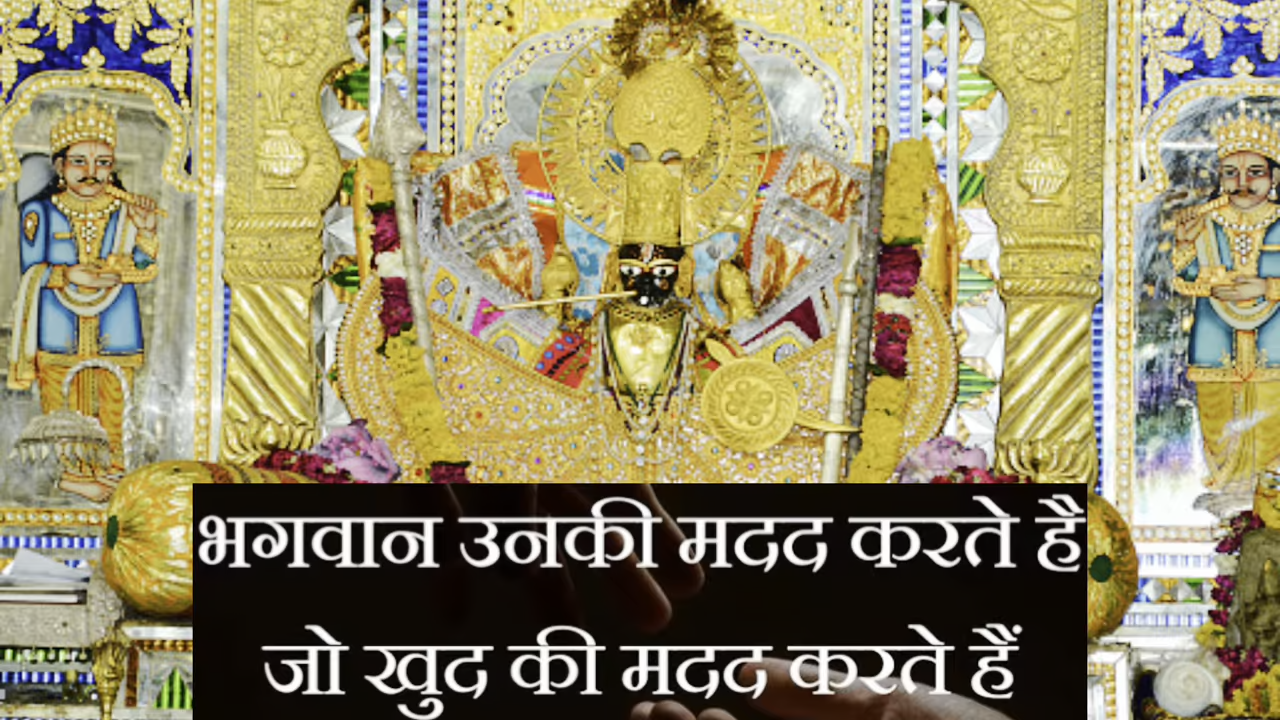 भगवान उनकी मदद करते है
जो खुद की मदद करते हैं